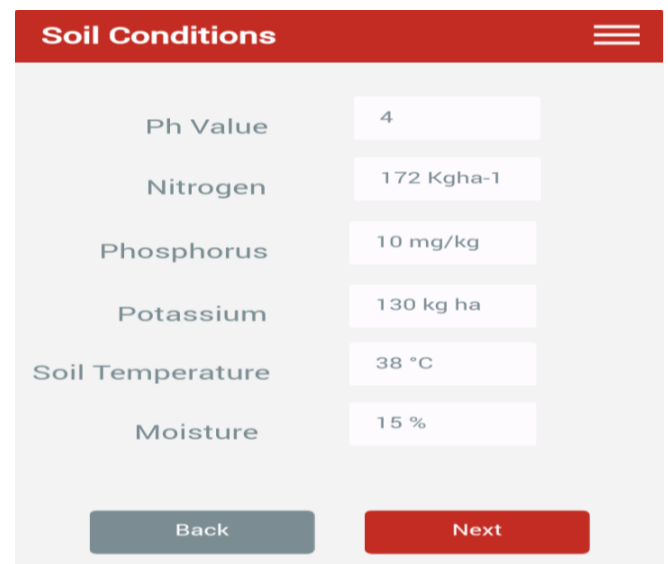 Soil Conditions
Ph Value 4
Nitrogen 172 Kgha-1
Phosphorus 10 mg/kg
Potassium 130 kg ha
Soil Temperature 38 °C
Moisture 15 %
Back Next